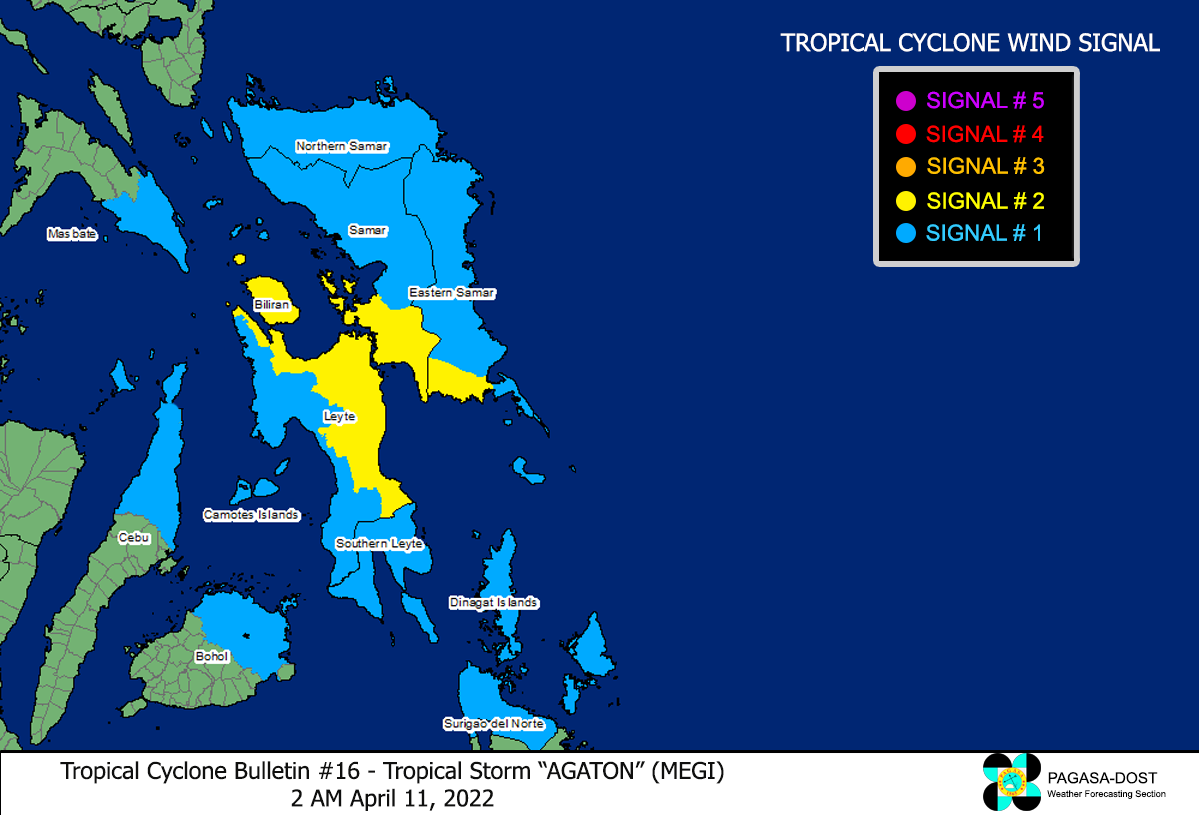 TROPICAL CYCLONE WIND SIGNAL
SIGNAL # 5
SIGNAL # 4
SIGNAL # 3
SIGNAL # 2
SIGNAL # 1
Northern Samar
Samar
Masbate
Eastern Samar
Biliran
Leyte
Camotes Islands
Cebu
Southern Leyte
Dinagat Islands
Bohol
Surigao del Norte
Tropical Cyclone Bulletin #16 - Tropical Storm “AGATON” (MEGI)
2 AM April 11, 2022
PAGASA-DOST
Weather Forecasting Section